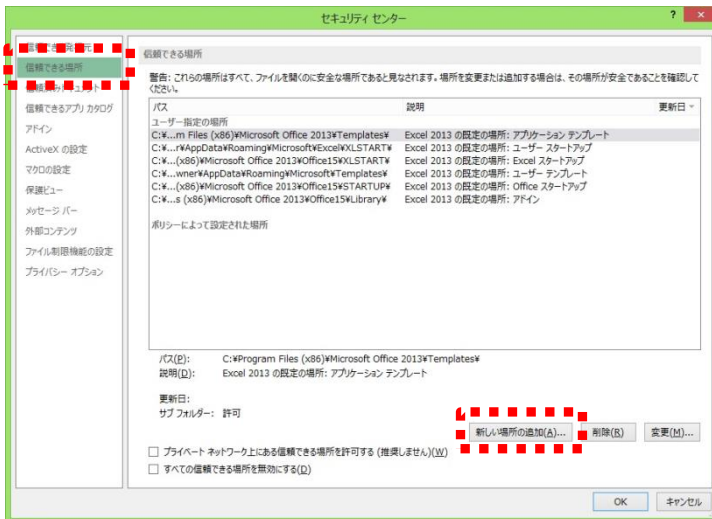 セキュリティ センター
?
信頼できる発行元
信頼できる場所
信頼済みドキュメント
信頼できるアプリ カタログ
アドイン
ActiveX の設定
マクロの設定
保護ビュー
メッセージ バー
外部コンテンツ
ファイル制限機能の設定
プライバシー オプション
信頼できる場所
警告: これらの場所はすべて、ファイルを開くのに安全な場所であると見なされます。場所を変更または追加する場合は、その場所が安全であることを確認して
ください。
パス 説明 更新日
ユーザー指定の場所
C:¥...m Files (x86)¥Microsoft Office 2013¥Templates¥ Excel 2013 の既定の場所: アプリケーション テンプレート
C:¥...r¥AppData¥Roaming¥Microsoft¥Excel¥XLSTART¥ Excel 2013 の既定の場所: ユーザー スタートアップ
C:¥...(x86)¥Microsoft Office 2013¥Office15¥XLSTART¥ Excel 2013 の既定の場所: Excel スタートアップ
C:¥...wner¥AppData¥Roaming¥Microsoft¥Templates¥ Excel 2013 の既定の場所: ユーザー テンプレート
C:¥...(x86)¥Microsoft Office 2013¥Office15¥STARTUP¥ Excel 2013 の既定の場所: Office スタートアップ
C:¥...s (x86)¥Microsoft Office 2013¥Office15¥Library¥ Excel 2013 の既定の場所: アドイン
ポリシーによって設定された場所
パス(P): C:¥Program Files (x86)¥Microsoft Office 2013¥Templates¥
説明(D): Excel 2013 の既定の場所: アプリケーション テンプレート
更新日:
サブ フォルダー: 許可
新しい場所の追加(A)... 削除(R) 変更(M)...
プライベート ネットワーク上にある信頼できる場所を許可する (推奨しません)(W)
すべての信頼できる場所を無効にする(D)
OK キャンセル